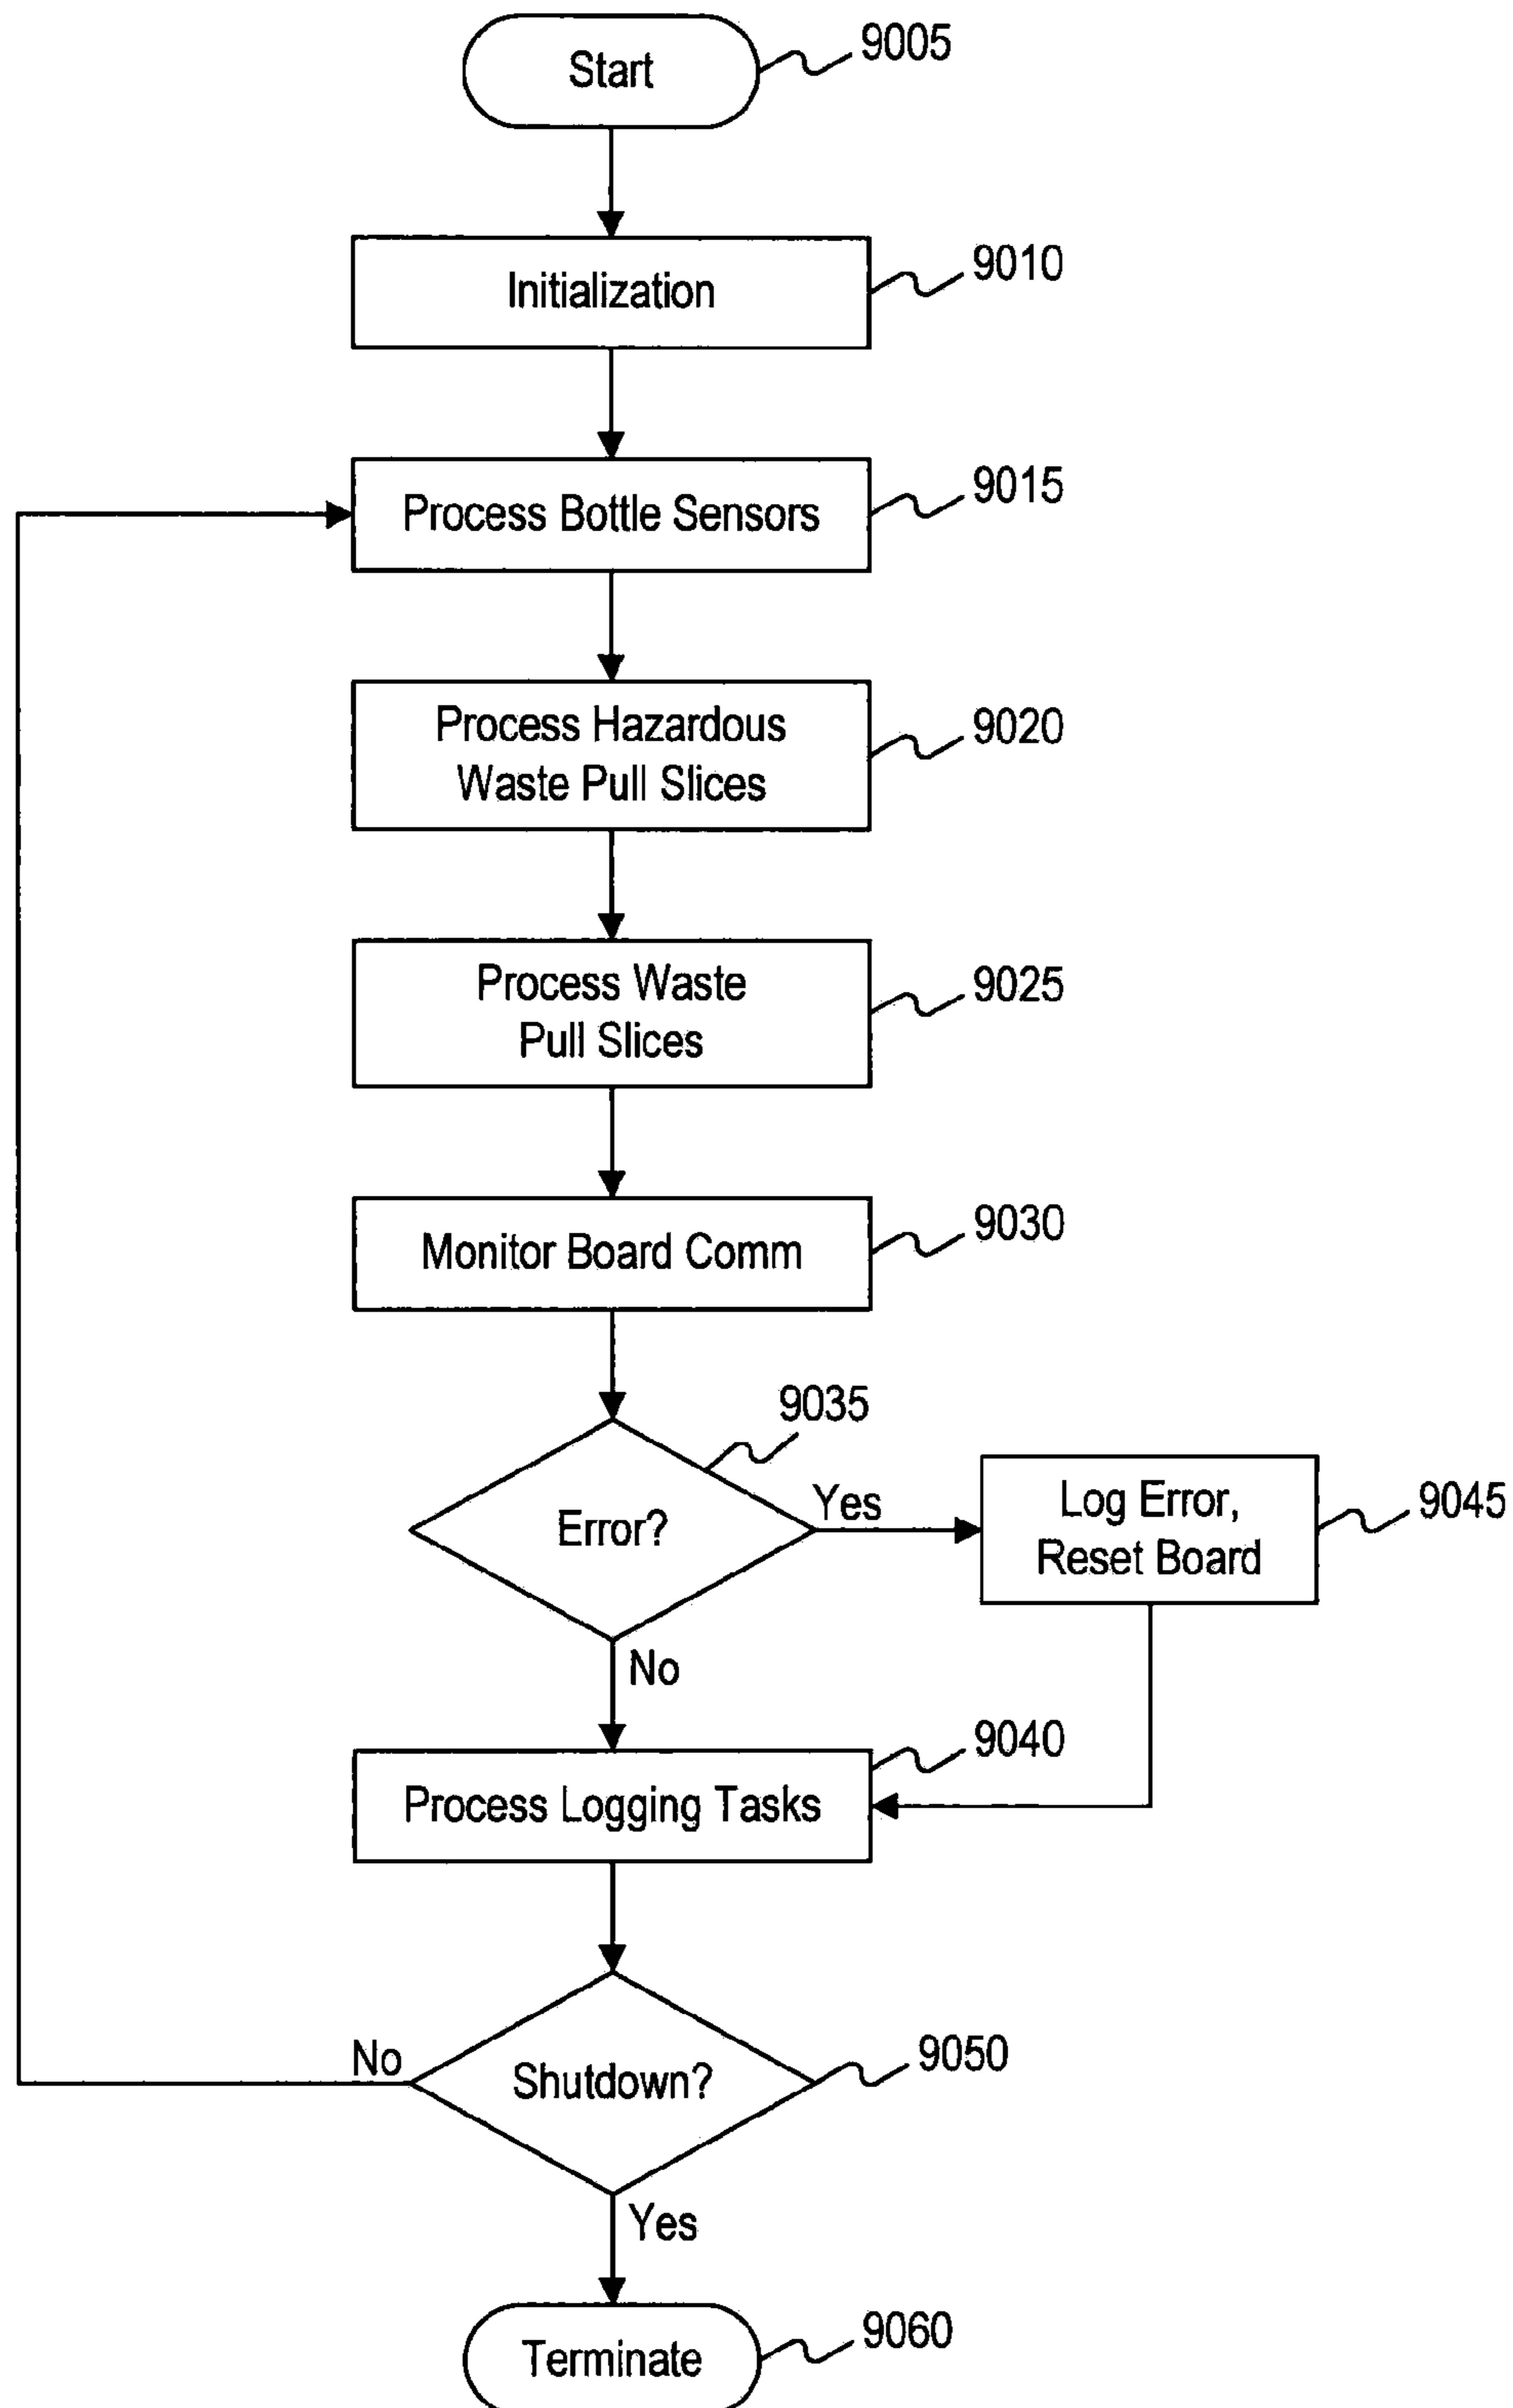 Start
9005
Initialization
9010
Process Bottle Sensors
9015
Process Hazardous
Waste Pull Slices
9020
Process Waste
Pull Slices
9025
Monitor Board Comm
9030
9035
Error?
Yes
Log Error,
Reset Board
9045
No
9040
Process Logging Tasks
No
Shutdown?
9050
Yes
Terminate
9060